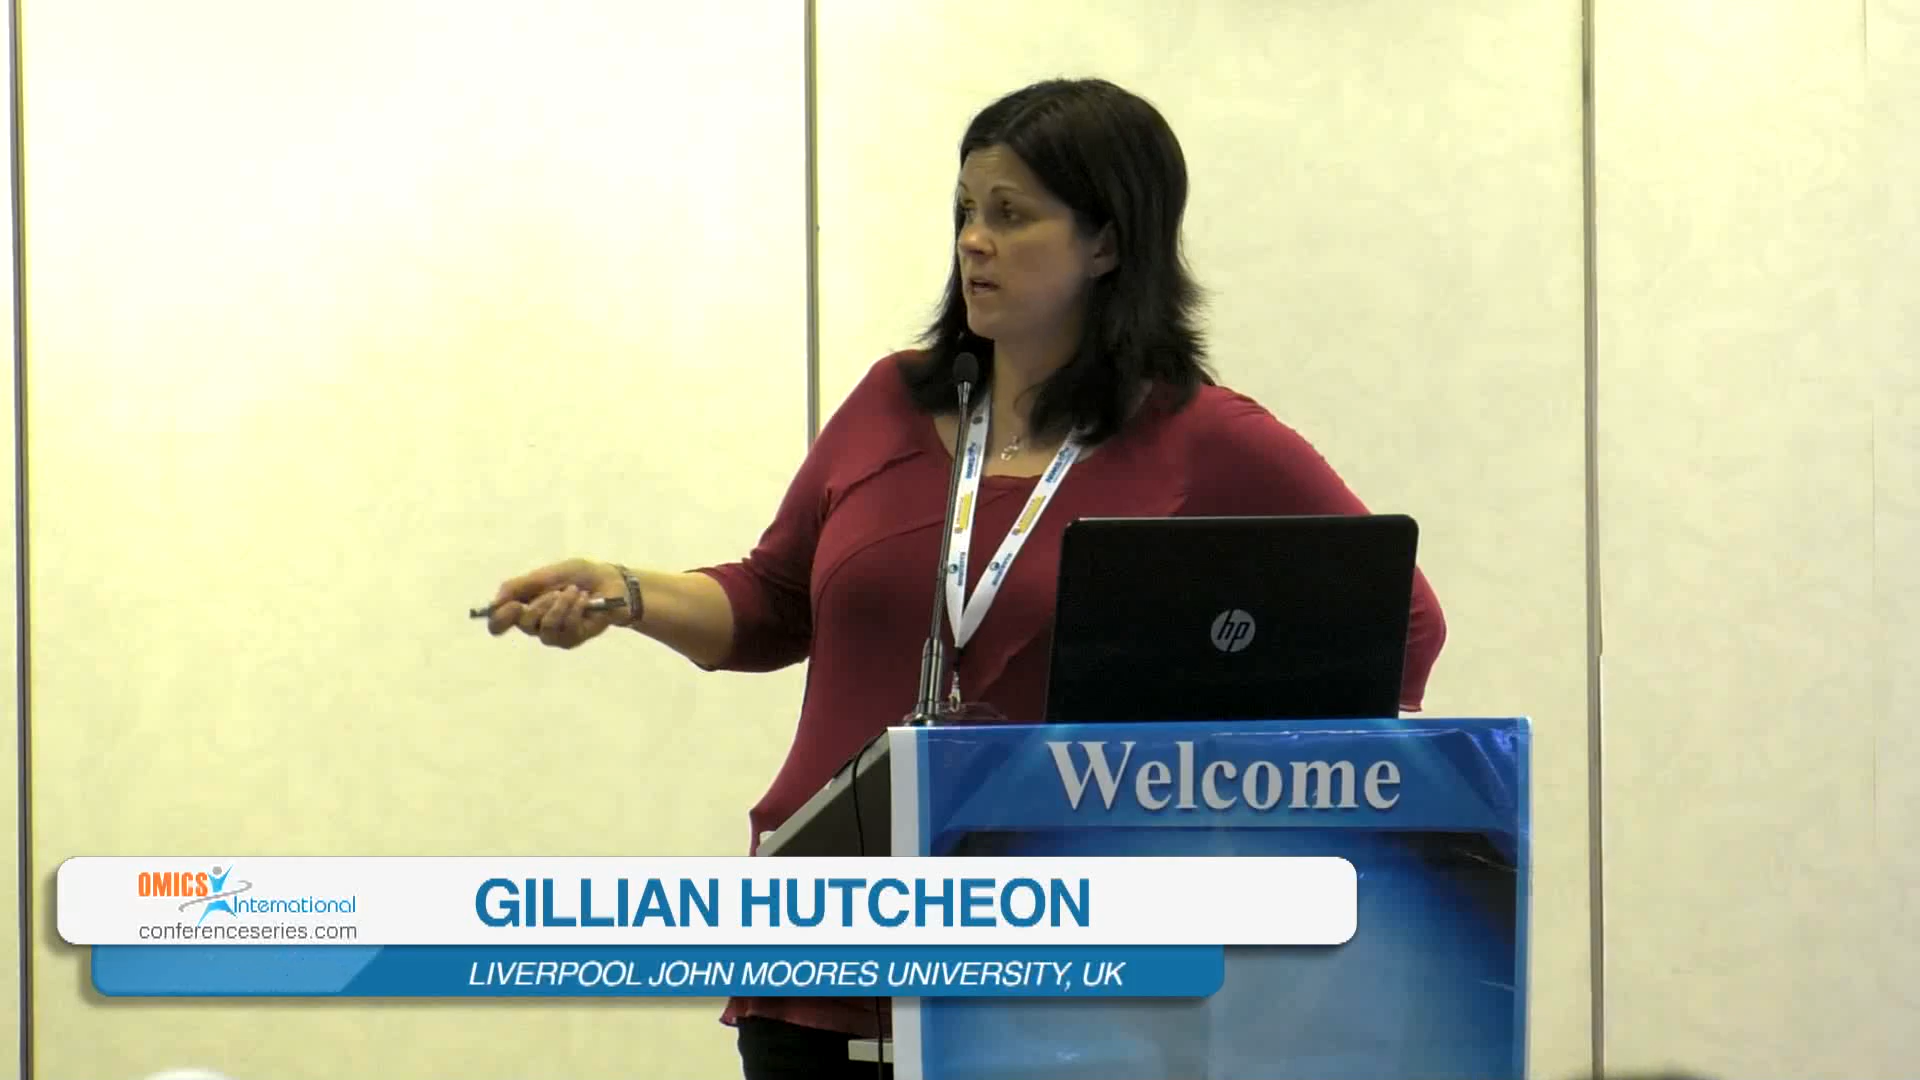 hp
Welcome
OMICS
International
conferenceseries.com
GILLIAN HUTCHEON
LIVERPOOL JOHN MOORES UNIVERSITY, UK